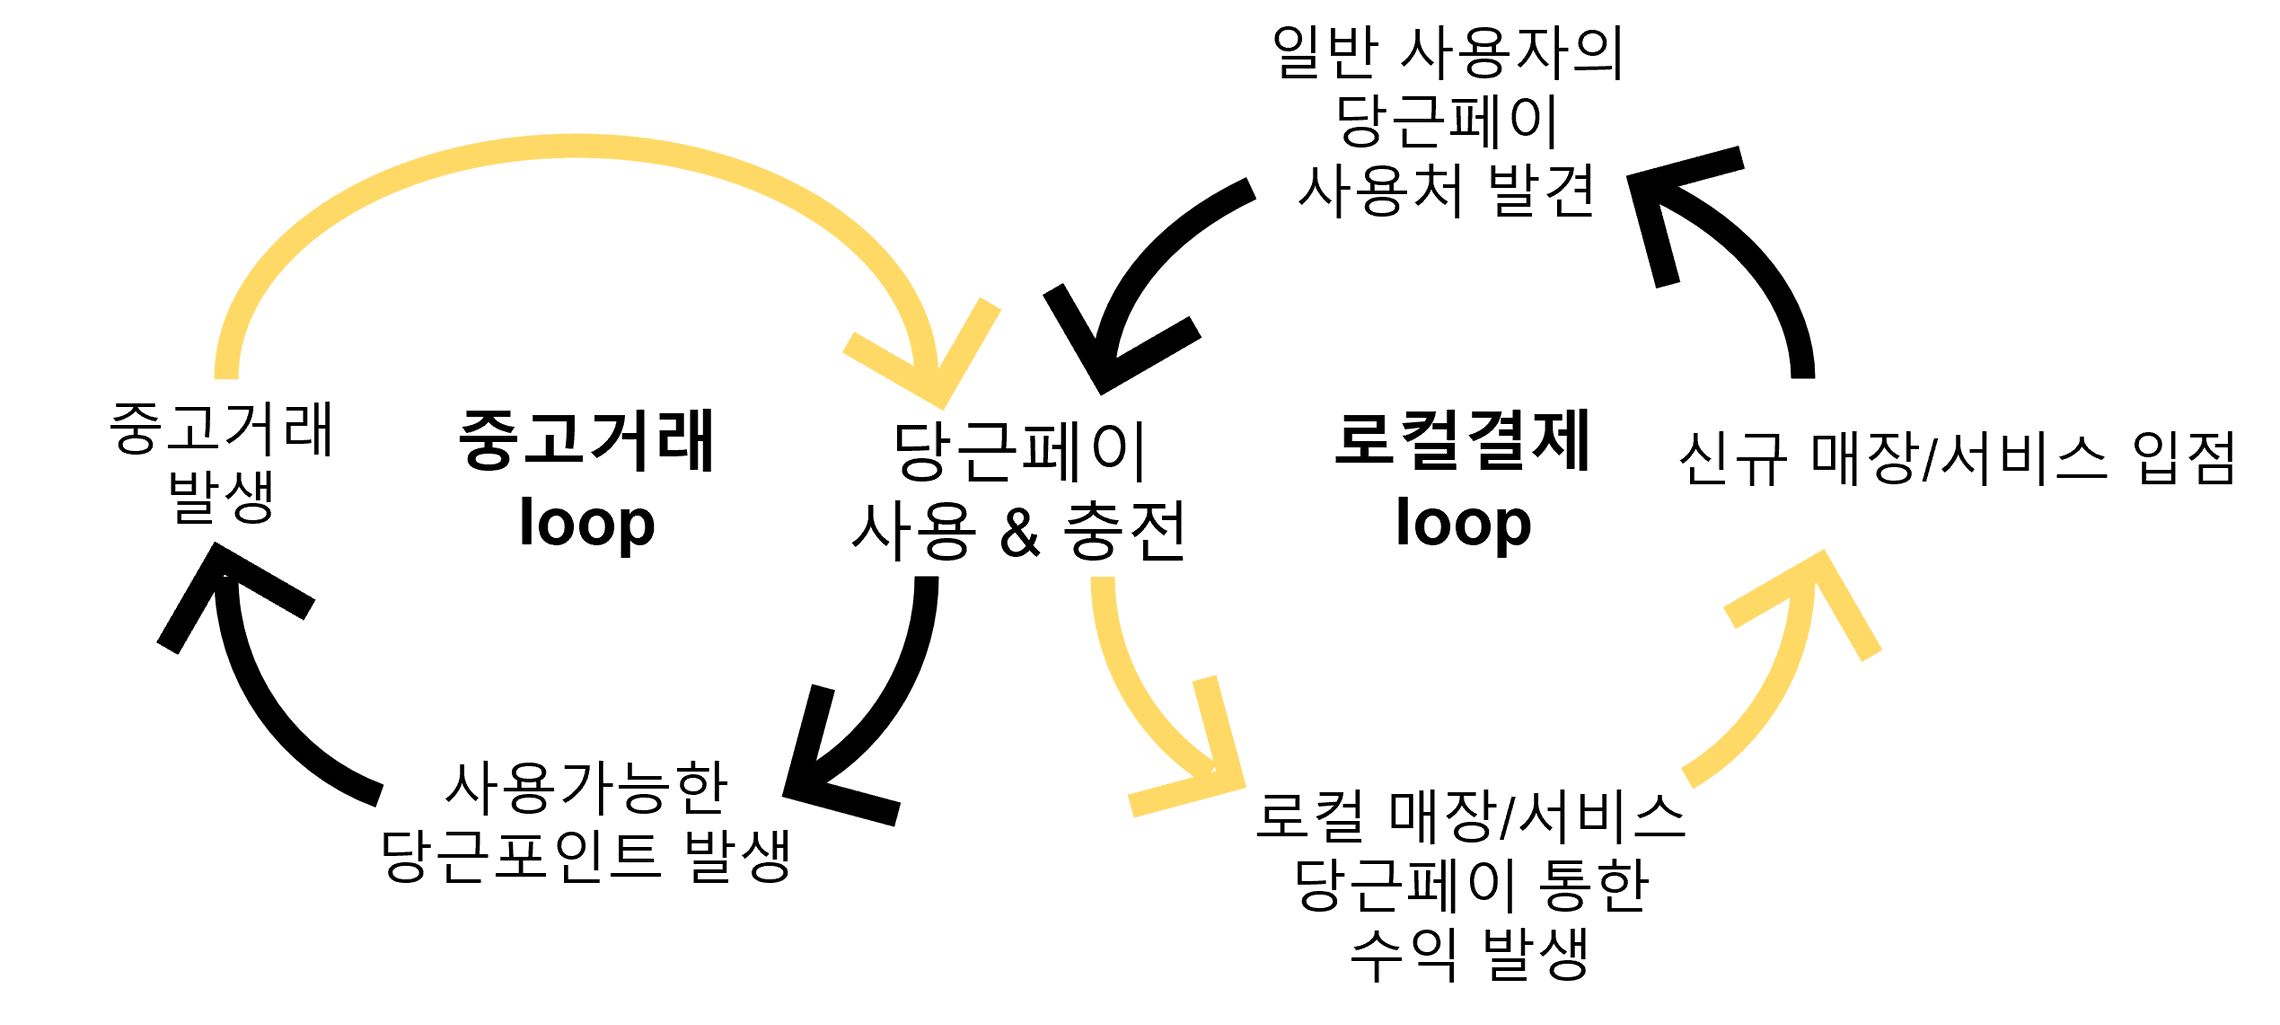 일반 사용자의
당근페이
사용처 발견
중고거래
발생
중고거래
loop
당근페이
사용 & 충전
로컬결제
loop
신규 매장/서비스 입점
사용가능한
당근포인트 발생
로컬 매장/서비스
당근페이 통한
수익 발생